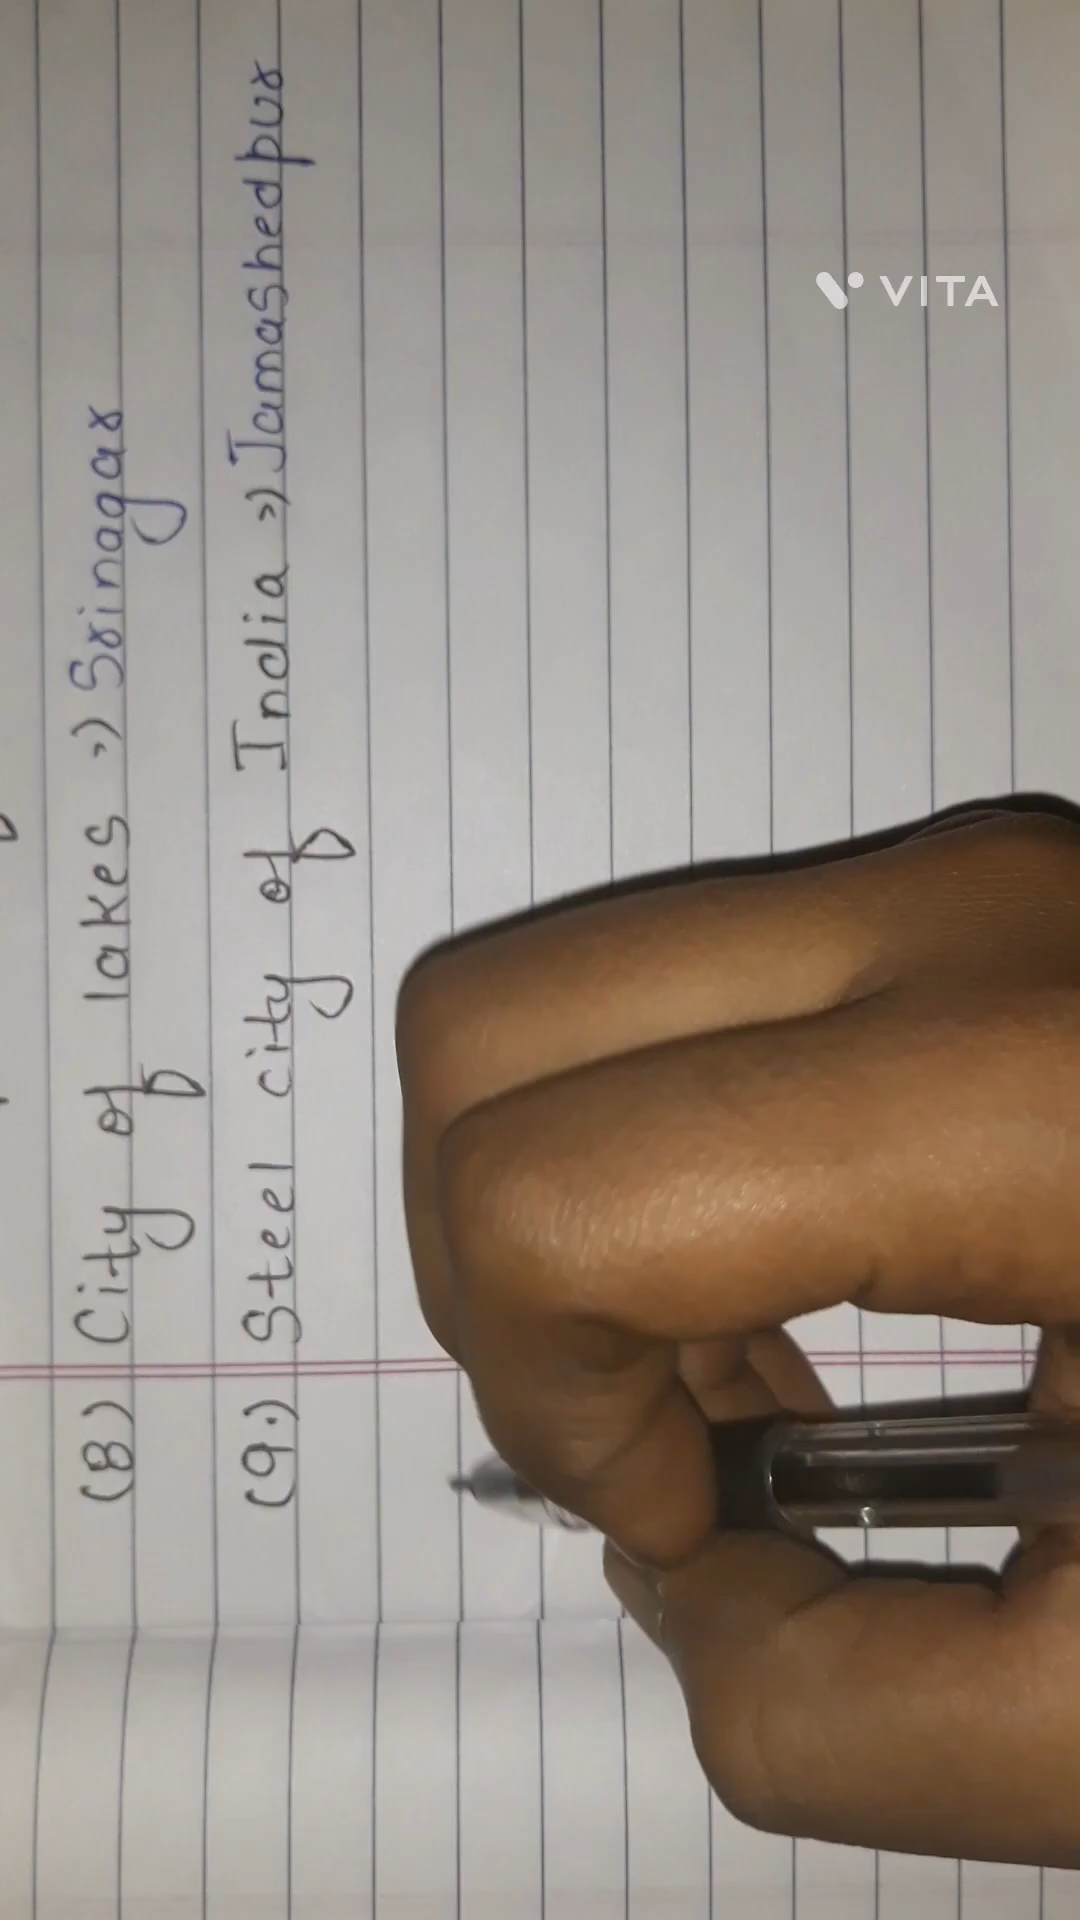 (8) City of lakes => Srinagar
(9.) Steel city of India => Jamashedpur
VITA